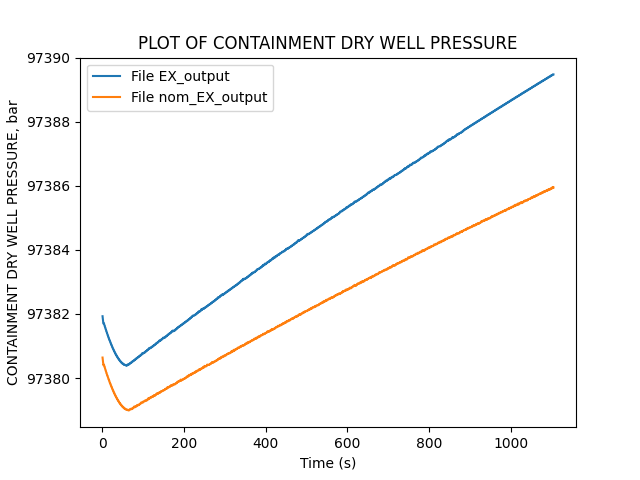 PLOT OF CONTAINMENT DRY WELL PRESSURE
File EX_output
File nom_EX_output
CONTAINMENT DRY WELL PRESSURE, bar
97390
97388
97386
97384
97382
97380
0 200 400 600 800 1000
Time (s)